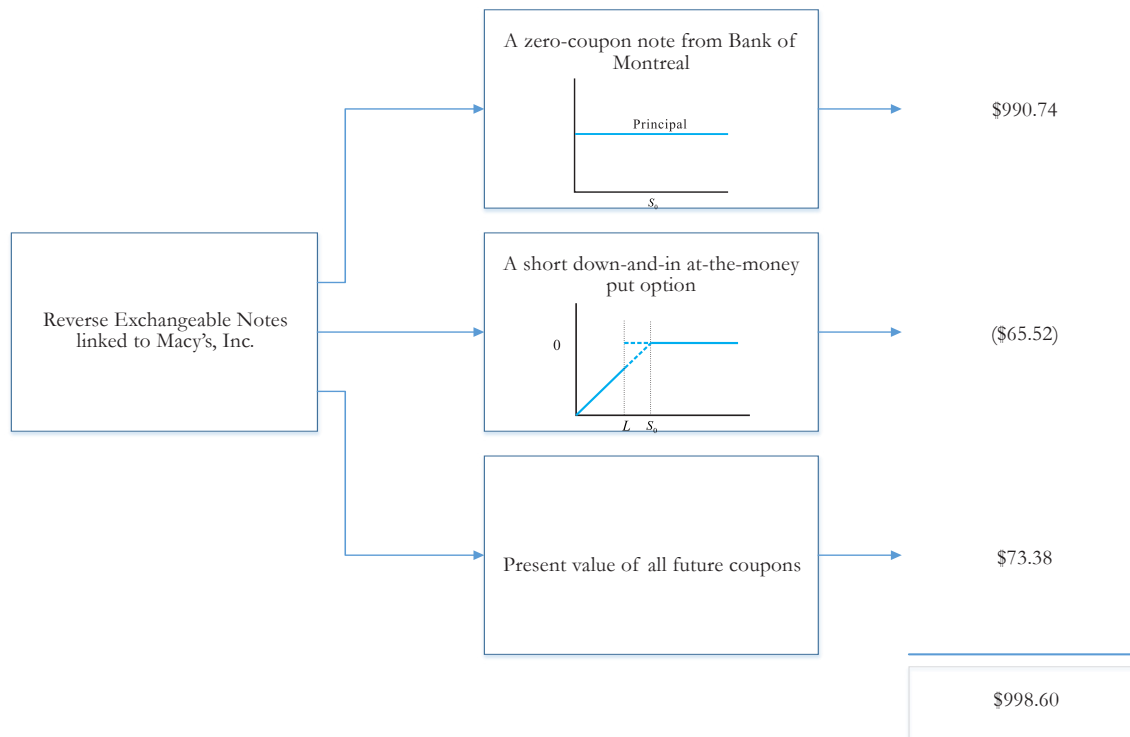 A zero-coupon note from Bank of
Montreal
Principal
S₀
$990.74
Reverse Exchangeable Notes
linked to Macy's, Inc.
A short down-and-in at-the-money
put option
0
L S₀
($65.52)
Present value of all future coupons
$73.38
$998.60